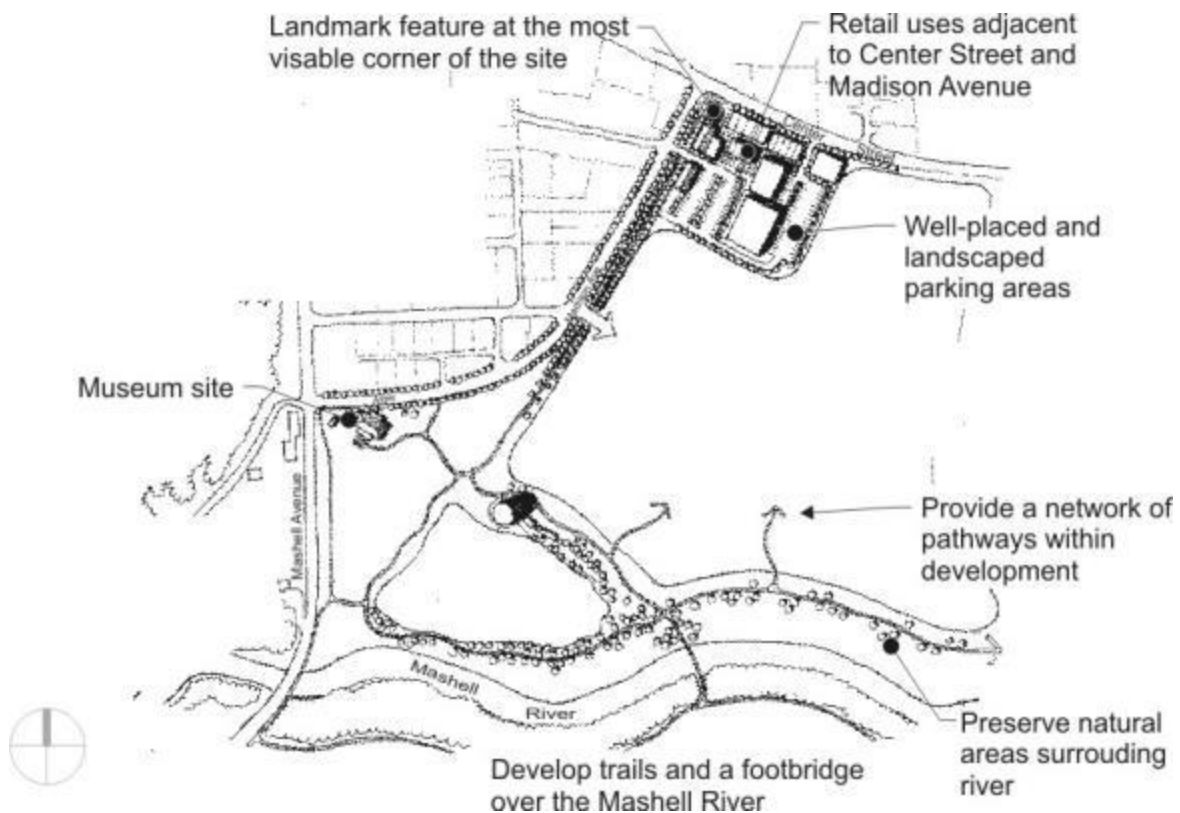 Landmark feature at the most
visable corner of the site
Retail uses adjacent
to Center Street and
Madison Avenue
Well-placed and
landscaped
parking areas
Museum site
Mashell Avenue
Provide a network of
pathways within
development
Mashell
River
Preserve natural
areas surrouding
river
Develop trails and a footbridge
over the Mashell River